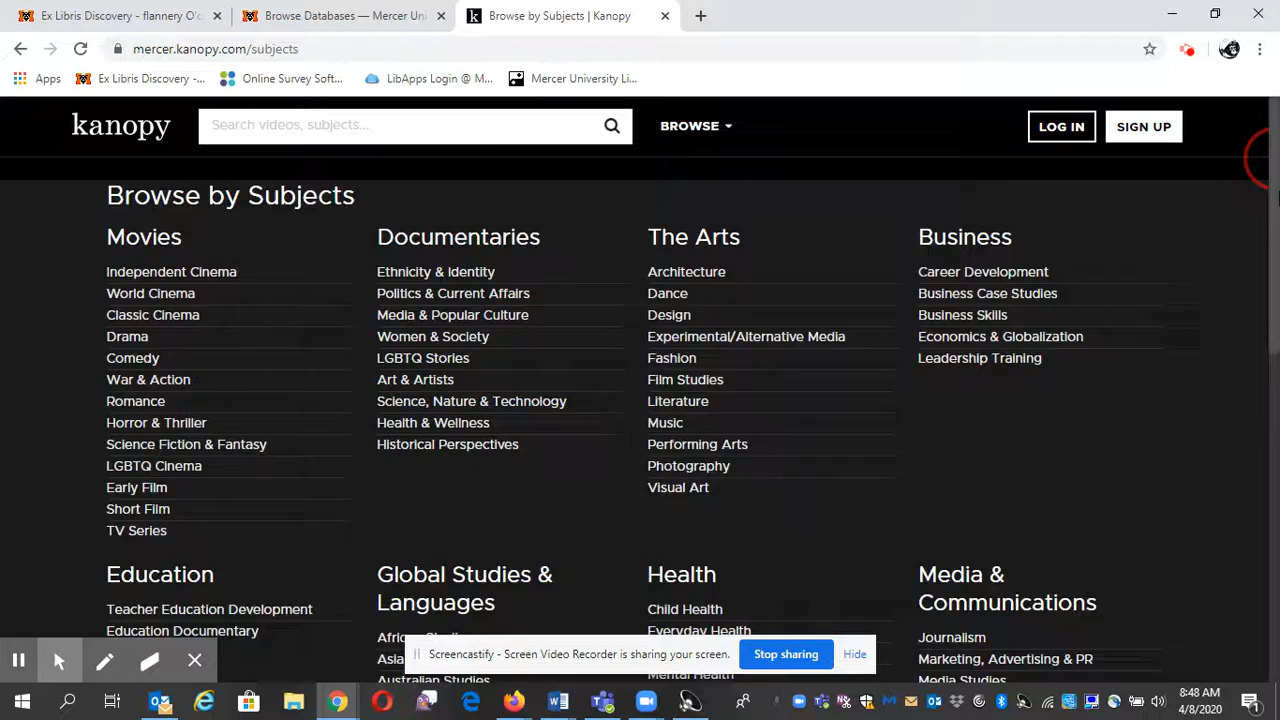 Ex Libris Discovery - flannery O'c
Browse Databases — Mercer Uni
Browse by Subjects | Kanopy
mercer.kanopy.com/subjects
Apps
Ex Libris Discovery -...
Online Survey Soft...
LibApps Login @ M...
Mercer University Li...
kanopy
Search videos, subjects...
BROWSE
LOG IN
SIGN UP
Browse by Subjects
Movies
Independent Cinema
World Cinema
Classic Cinema
Drama
Comedy
War & Action
Romance
Horror & Thriller
Science Fiction & Fantasy
LGBTQ Cinema
Early Film
Short Film
TV Series
Documentaries
Ethnicity & Identity
Politics & Current Affairs
Media & Popular Culture
Women & Society
LGBTQ Stories
Art & Artists
Science, Nature & Technology
Health & Wellness
Historical Perspectives
The Arts
Architecture
Dance
Design
Experimental/Alternative Media
Fashion
Film Studies
Literature
Music
Performing Arts
Photography
Visual Art
Business
Career Development
Business Case Studies
Business Skills
Economics & Globalization
Leadership Training
Education
Teacher Education Development
Education Documentary
Global Studies &
Languages
Australian Studies
Health
Child Health
Everyday Health
Mental Health
Media &
Communications
Journalism
Marketing, Advertising & PR
Media Studies
Screencastify - Screen Video Recorder is sharing your screen.
Stop sharing
Hide
8:48 AM
4/8/2020